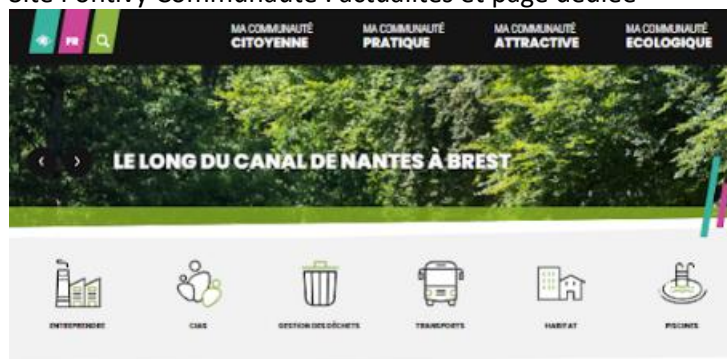 Site Pontivy Communauté : actualités et page dédiée
FR
MA COMMUNAUTÉ
CITOYENNE
MA COMMUNAUTÉ
PRATIQUE
MA COMMUNAUTÉ
ATTRACTIVE
MA COMMUNAUTÉ
ECOLOGIQUE
LE LONG DU CANAL DE NANTES À BREST
ENTREPRENDRE
CIAS
GESTION DES DÉCHETS
TRANSPORTS
HABITAT
PISCINES